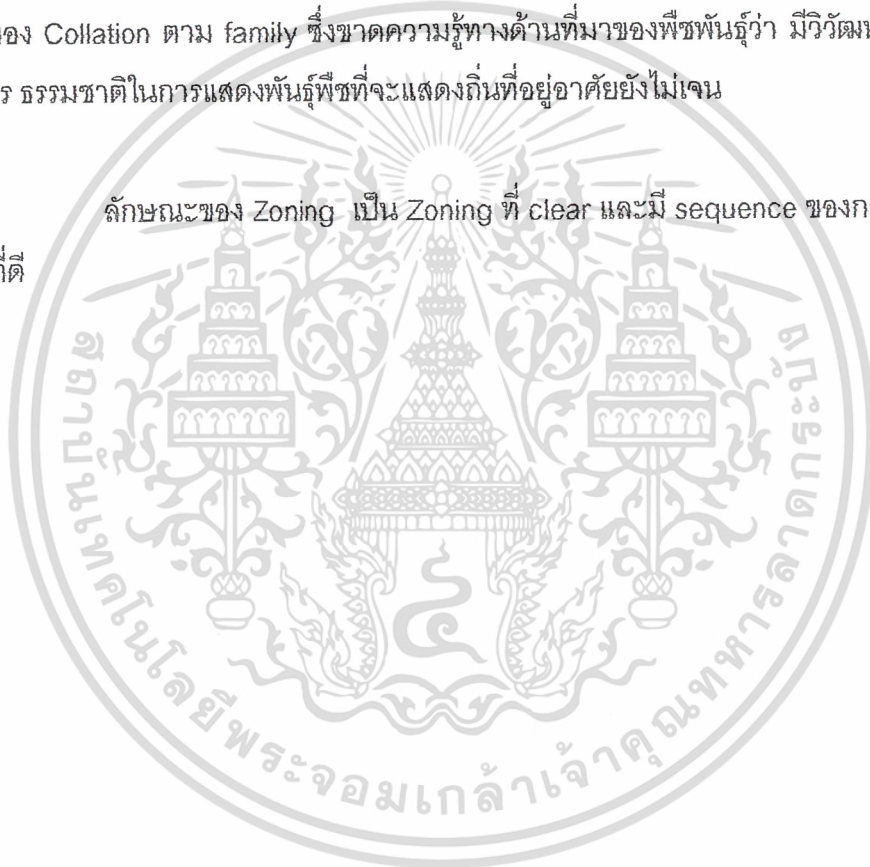 ของ Collation ตาม family ซึ่งขาดความรู้ทางด้านที่มาของพืชพันธุ์ว่า มีวิวัฒน
ร ธรรมชาติในการแสดงพันธุ์พืชที่จะแสดงถิ่นที่อยู่อาศัยยังไม่เจน
ลักษณะของ Zoning เป็น Zoning ที่ clear และมี sequence ของก
ที่ดี
สถาบันเทคโนโลยีพระจอมเกล้าเจ้าคุณทหารลาดกระบัง
๔